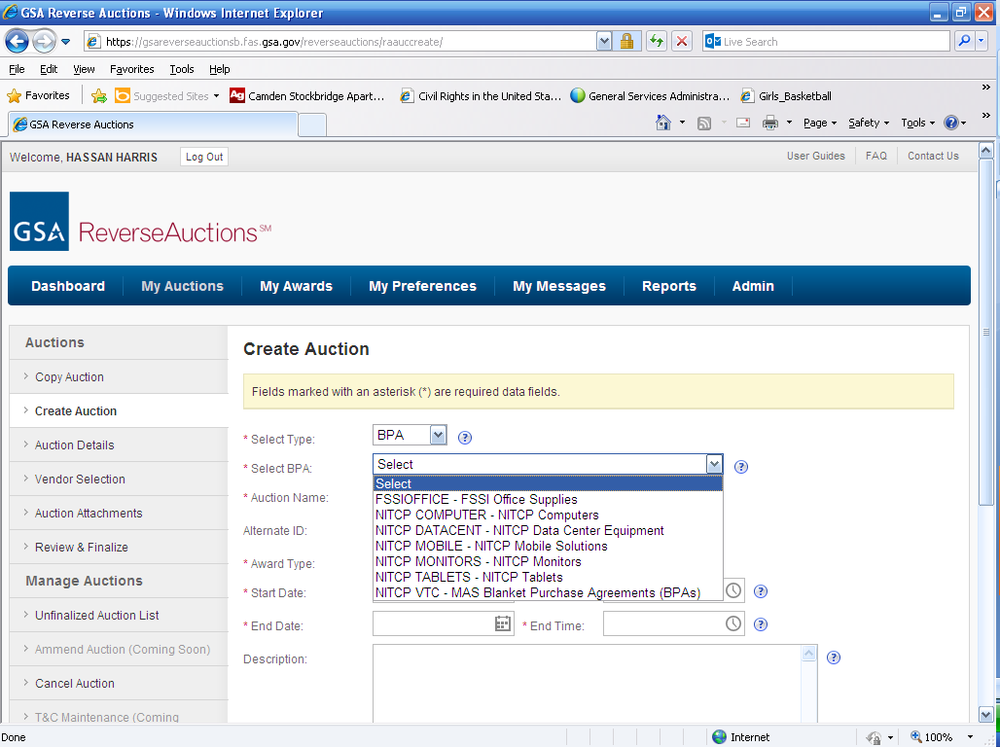 GSA Reverse Auctions - Windows Internet Explorer
https://gsareverseauctionsb.fas.gsa.gov/reverseauctions/raauccreate/
Live Search
File Edit View Favorites Tools Help
Favorites Suggested Sites Camden Stockbridge Apart... Civil Rights in the United Sta... General Services Administra... Girls_Basketball
GSA Reverse Auctions
Page Safety Tools
Welcome, HASSAN HARRIS Log Out User Guides FAQ Contact Us
GSA ReverseAuctions SM
Dashboard My Auctions My Awards My Preferences My Messages Reports Admin
Auctions
Copy Auction
Create Auction
Auction Details
Vendor Selection
Auction Attachments
Review & Finalize
Manage Auctions
Unfinalized Auction List
Ammend Auction (Coming Soon)
Cancel Auction
T&C Maintenance (Coming
Create Auction
Fields marked with an asterisk (*) are required data fields.
* Select Type: BPA ?
* Select BPA: Select ?
Select
FSSIOFFICE - FSSI Office Supplies
NITCP COMPUTER - NITCP Computers
NITCP DATACENT - NITCP Data Center Equipment
NITCP MOBILE - NITCP Mobile Solutions
NITCP MONITORS - NITCP Monitors
NITCP TABLETS - NITCP Tablets
NITCP VTC - MAS Blanket Purchase Agreements (BPAs)
* Auction Name:
Alternate ID:
* Award Type:
* Start Date: ?
* End Date: * End Time: ?
Description: ?
Done Internet 100%